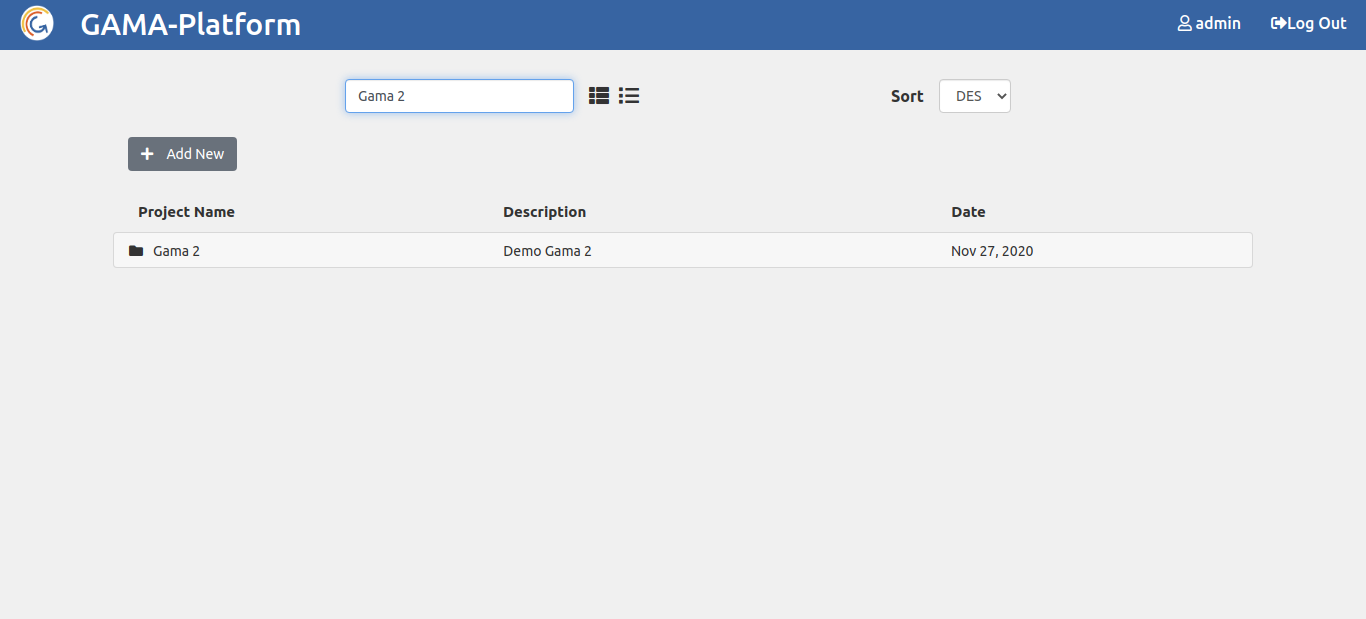 GAMA-Platform
admin
Log Out
Gama 2
Sort
DES
Add New
Project Name
Description
Date
Gama 2
Demo Gama 2
Nov 27, 2020